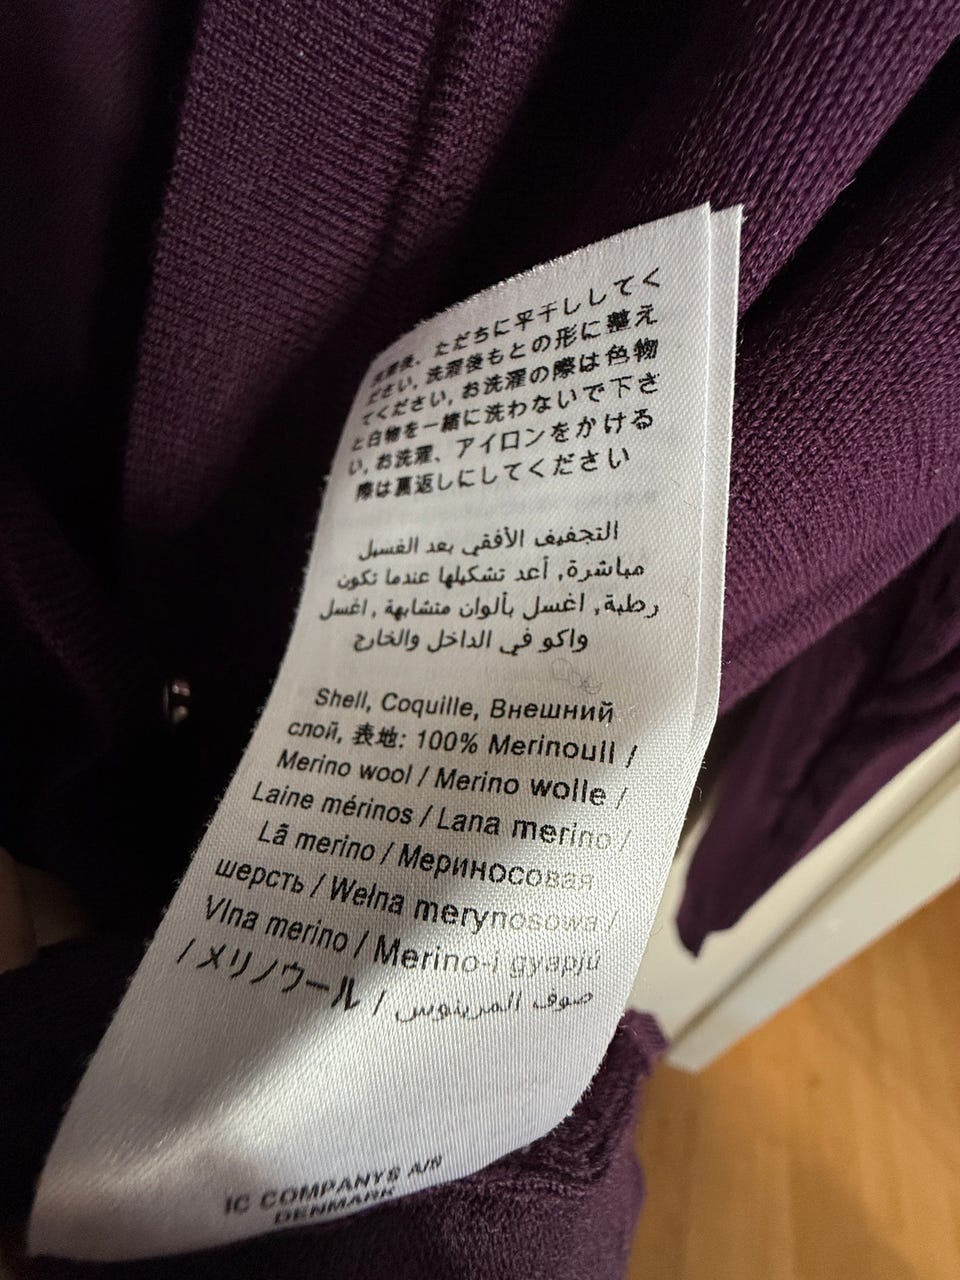 洗濯後、ただちに平干ししてく
ださい, 洗濯後もとの形に整え
てください, お洗濯の際は色物
と白物を一緒に洗わないで下さ
い, お洗濯、アイロンをかける
際は裏返しにしてください
التجفيف الأفقي بعد الغسيل
مباشرة, أعد تشكيلها عندما تكون
رطبة, اغسل بألوان متشابهة , اغسل
واكو في الداخل والخارج
Shell, Coquille, Внешний
слой, 表地: 100% Merinoull /
Merino wool / Merino wolle /
Laine mérinos / Lana merino /
Lã merino / Мериносовая
шерсть / Wełna merynosowa /
Vlna merino / Merino-i gyapju
/ メリノウール / صوف المرينوس
IC COMPANYS A/S
DENMARK